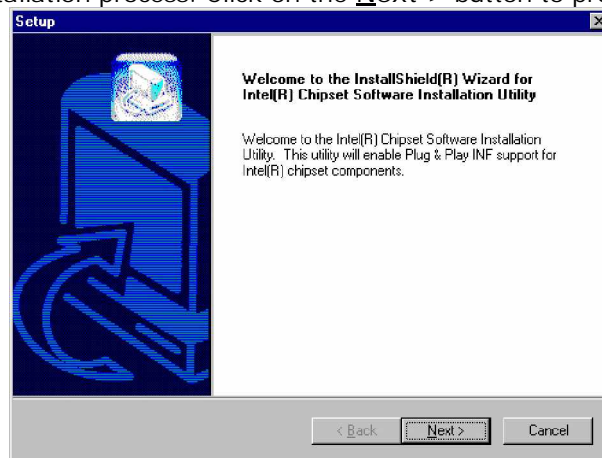 allation process. Click on the Next > button to pro
Setup
Welcome to the InstallShield(R) Wizard for
Intel(R) Chipset Software Installation Utility
Welcome to the Intel(R) Chipset Software Installation
Utility. This utility will enable Plug & Play INF support for
Intel(R) chipset components.
< Back Next > Cancel